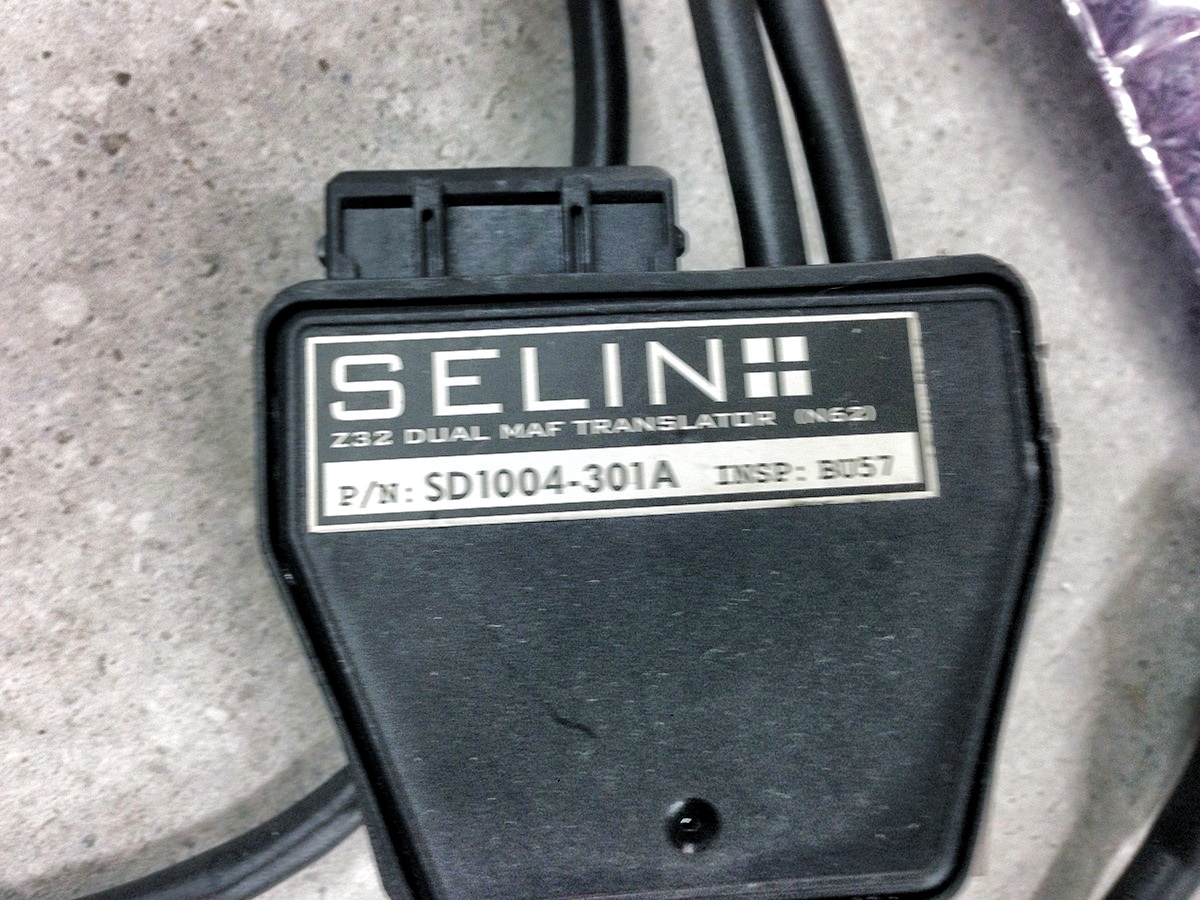 SELIN
Z32 DUAL MAF TRANSLATOR (N62)
P/N: SD1004-301A INSP: BU57